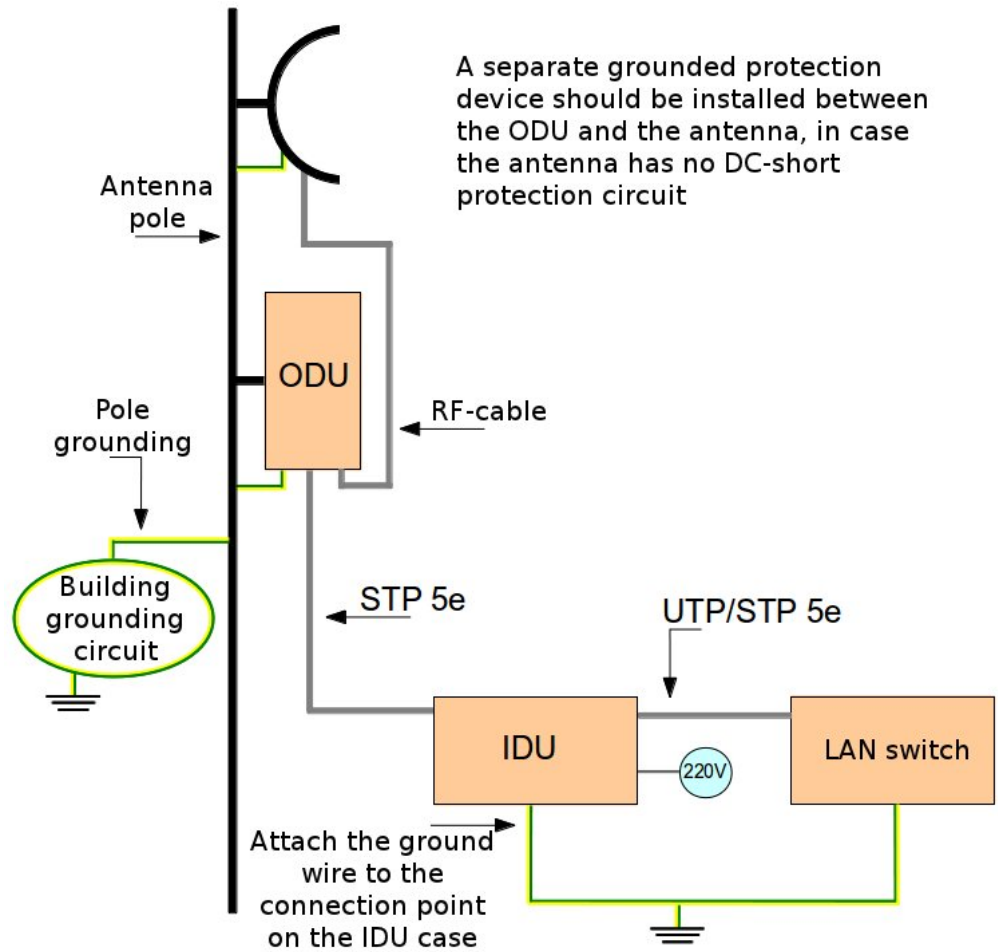 A separate grounded protection
device should be installed between
the ODU and the antenna, in case
the antenna has no DC-short
protection circuit
Antenna
pole
ODU
RF-cable
Pole
grounding
Building
grounding
circuit
STP 5e
UTP/STP 5e
IDU
220V
LAN switch
Attach the ground
wire to the
connection point
on the IDU case